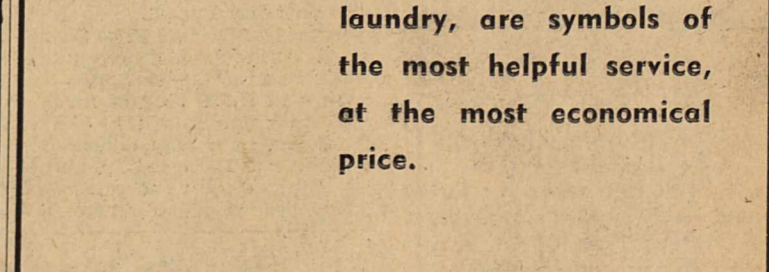 laundry, are symbols of
the most helpful service,
at the most economical
price.